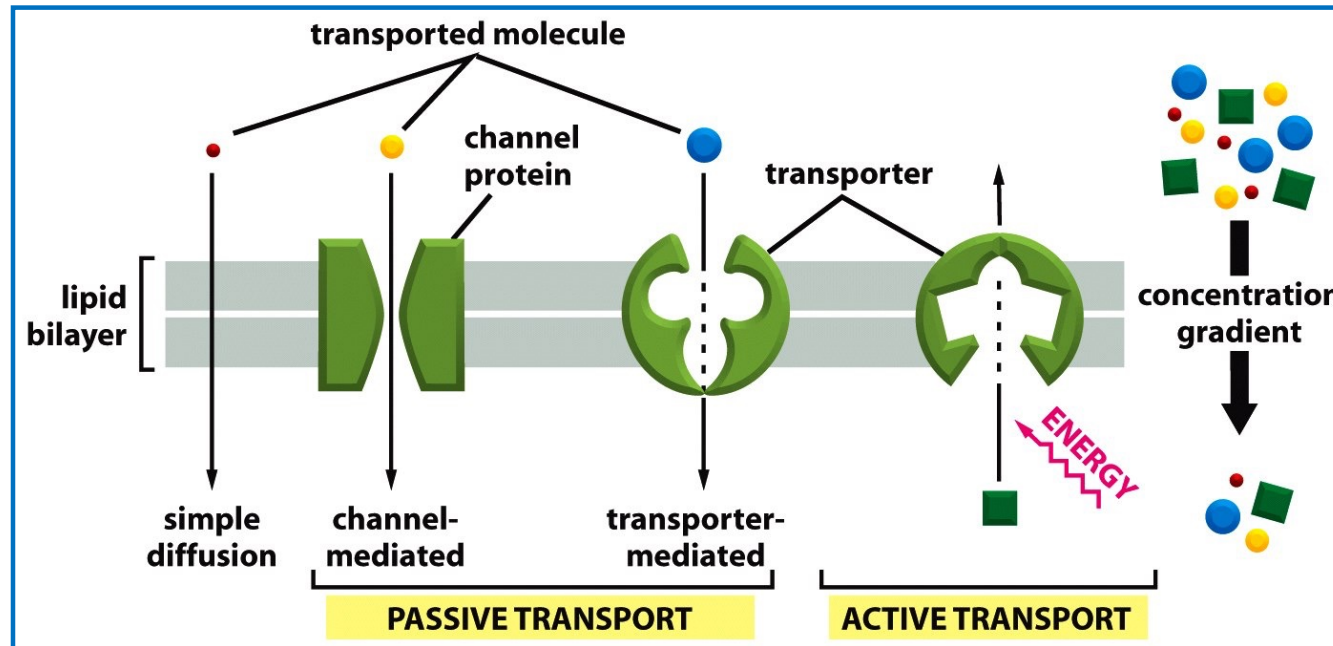 transported molecule
channel
protein
transporter
lipid
bilayer
concentration
gradient
ENERGY
simple
diffusion
channel-
mediated
transporter-
mediated
PASSIVE TRANSPORT
ACTIVE TRANSPORT